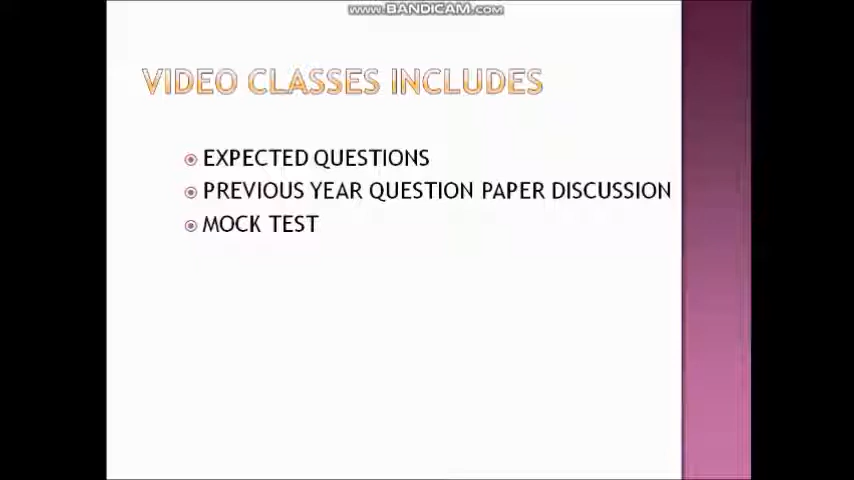 www.BANDICAM.com
VIDEO CLASSES INCLUDES
EXPECTED QUESTIONS
PREVIOUS YEAR QUESTION PAPER DISCUSSION
MOCK TEST